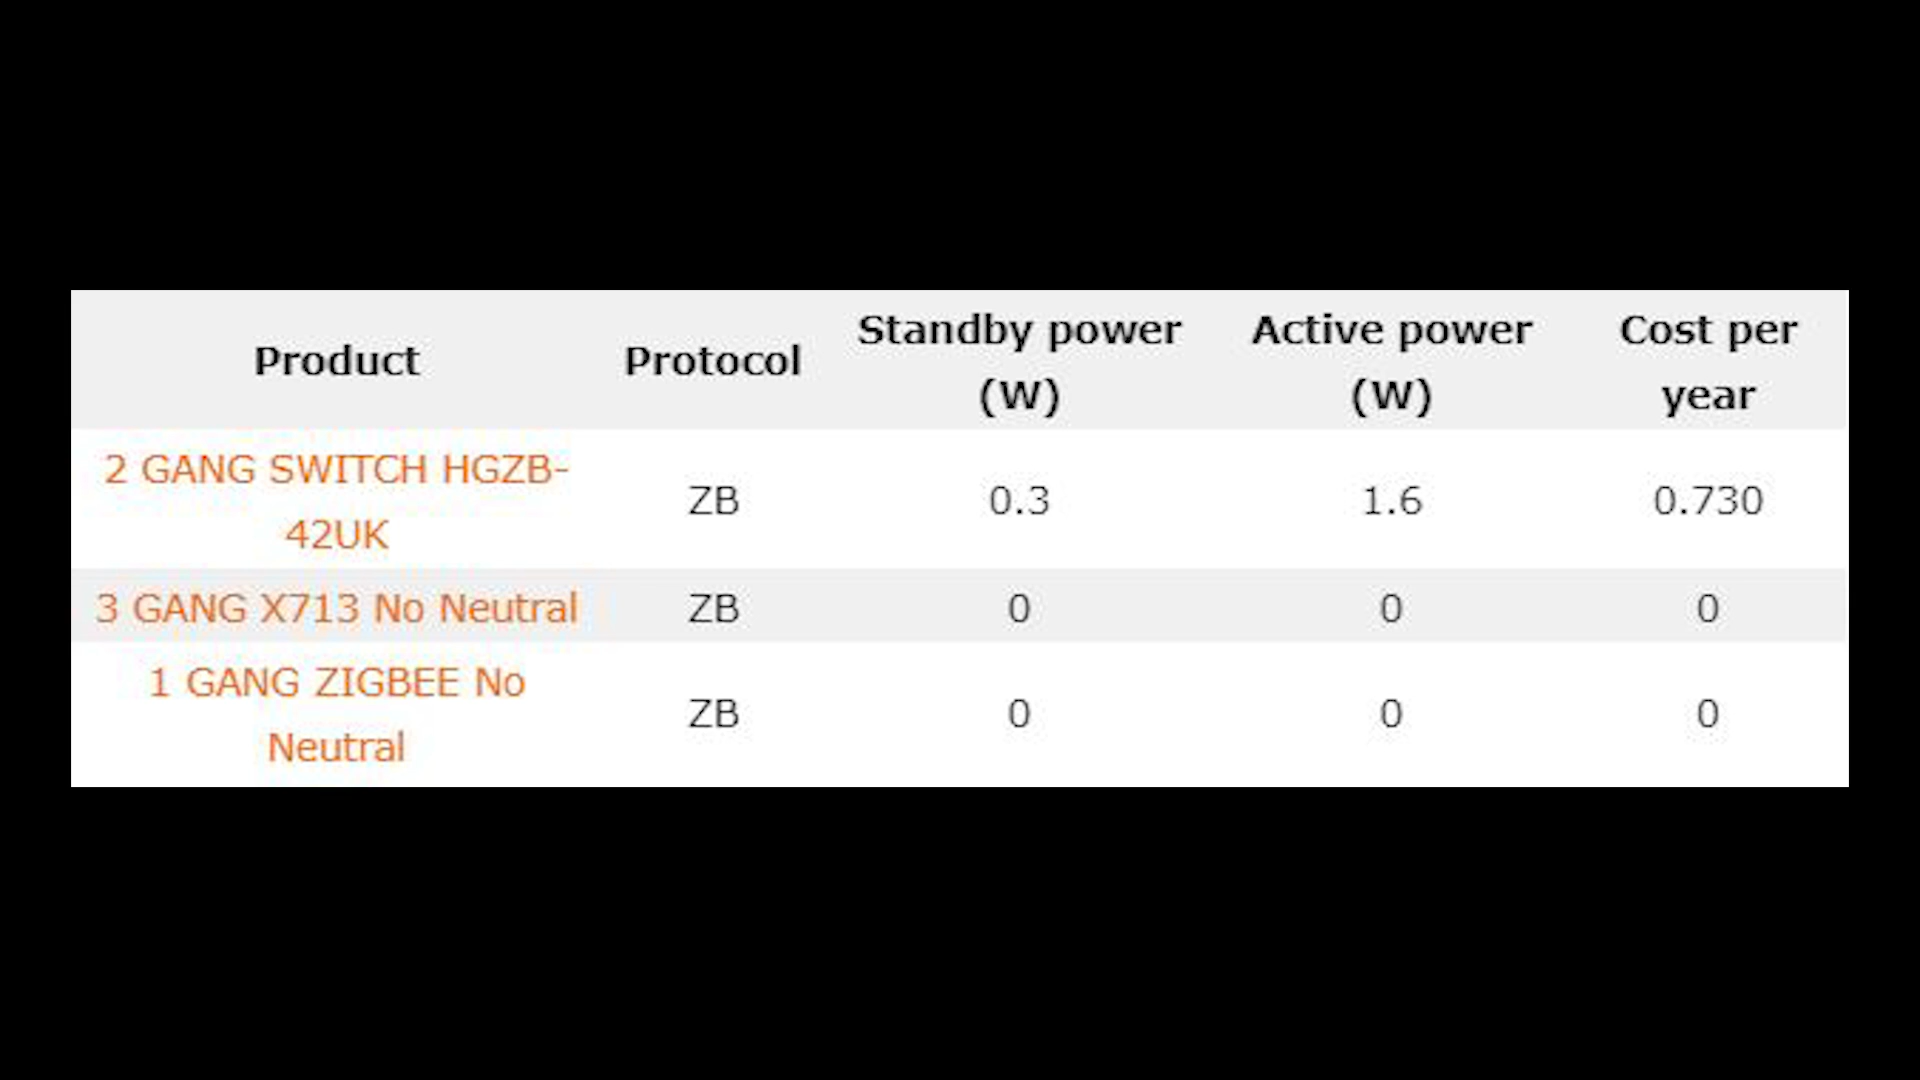 Product Protocol Standby power (W) Active power (W) Cost per year
2 GANG SWITCH HGZB-42UK ZB 0.3 1.6 0.730
3 GANG X713 No Neutral ZB 0 0 0
1 GANG ZIGBEE No Neutral ZB 0 0 0